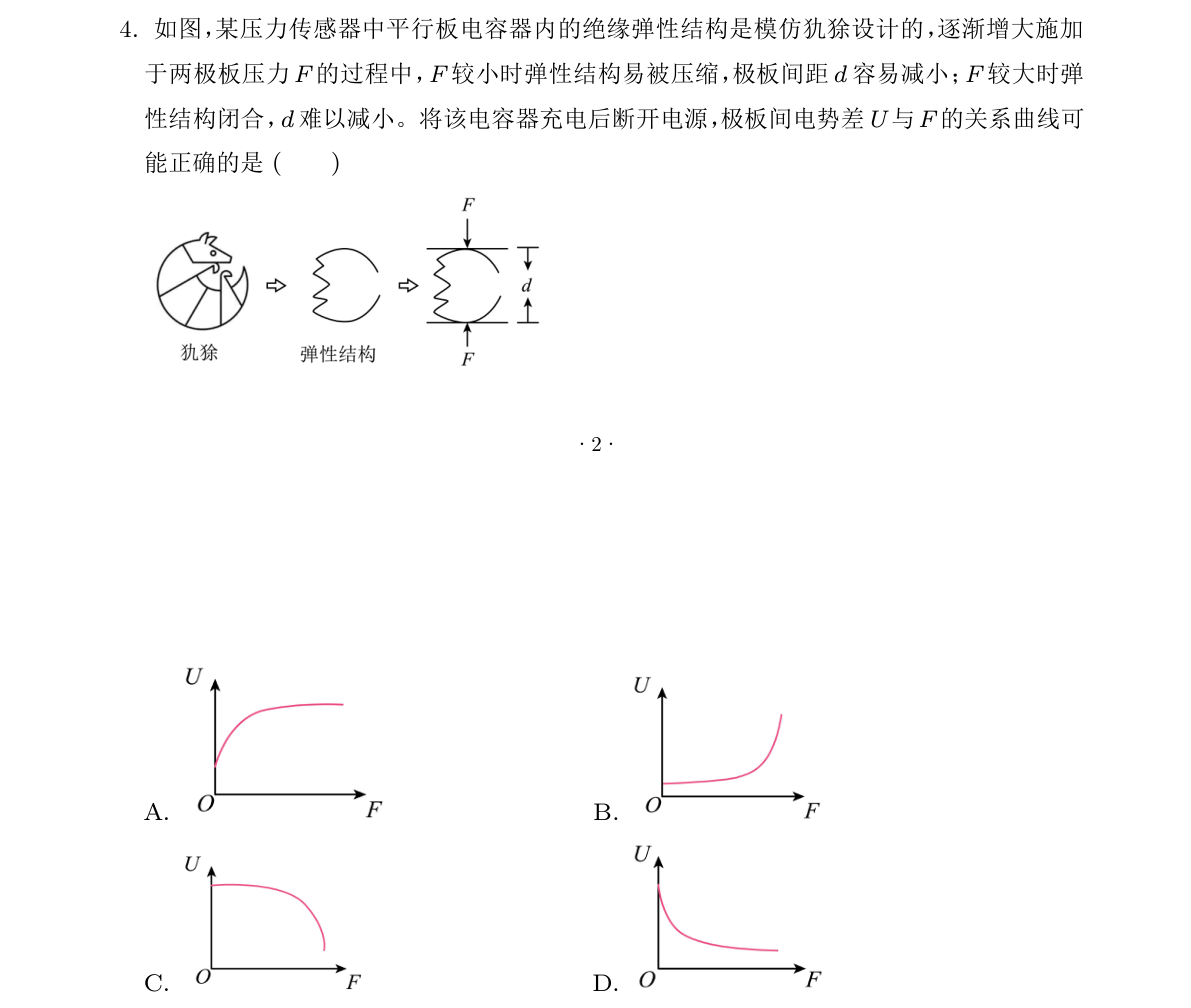 4. 如图,某压力传感器中平行板电容器内的绝缘弹性结构是模仿犰狳设计的,逐渐增大施加
于两极板压力F的过程中,F较小时弹性结构易被压缩,极板间距d容易减小;F较大时弹
性结构闭合,d难以减小。将该电容器充电后断开电源,极板间电势差U与F的关系曲线可
能正确的是 (    )
F
d
犰狳
弹性结构
F
· 2 ·
U
O
F
A.
U
O
F
B.
U
O
F
C.
U
O
F
D.